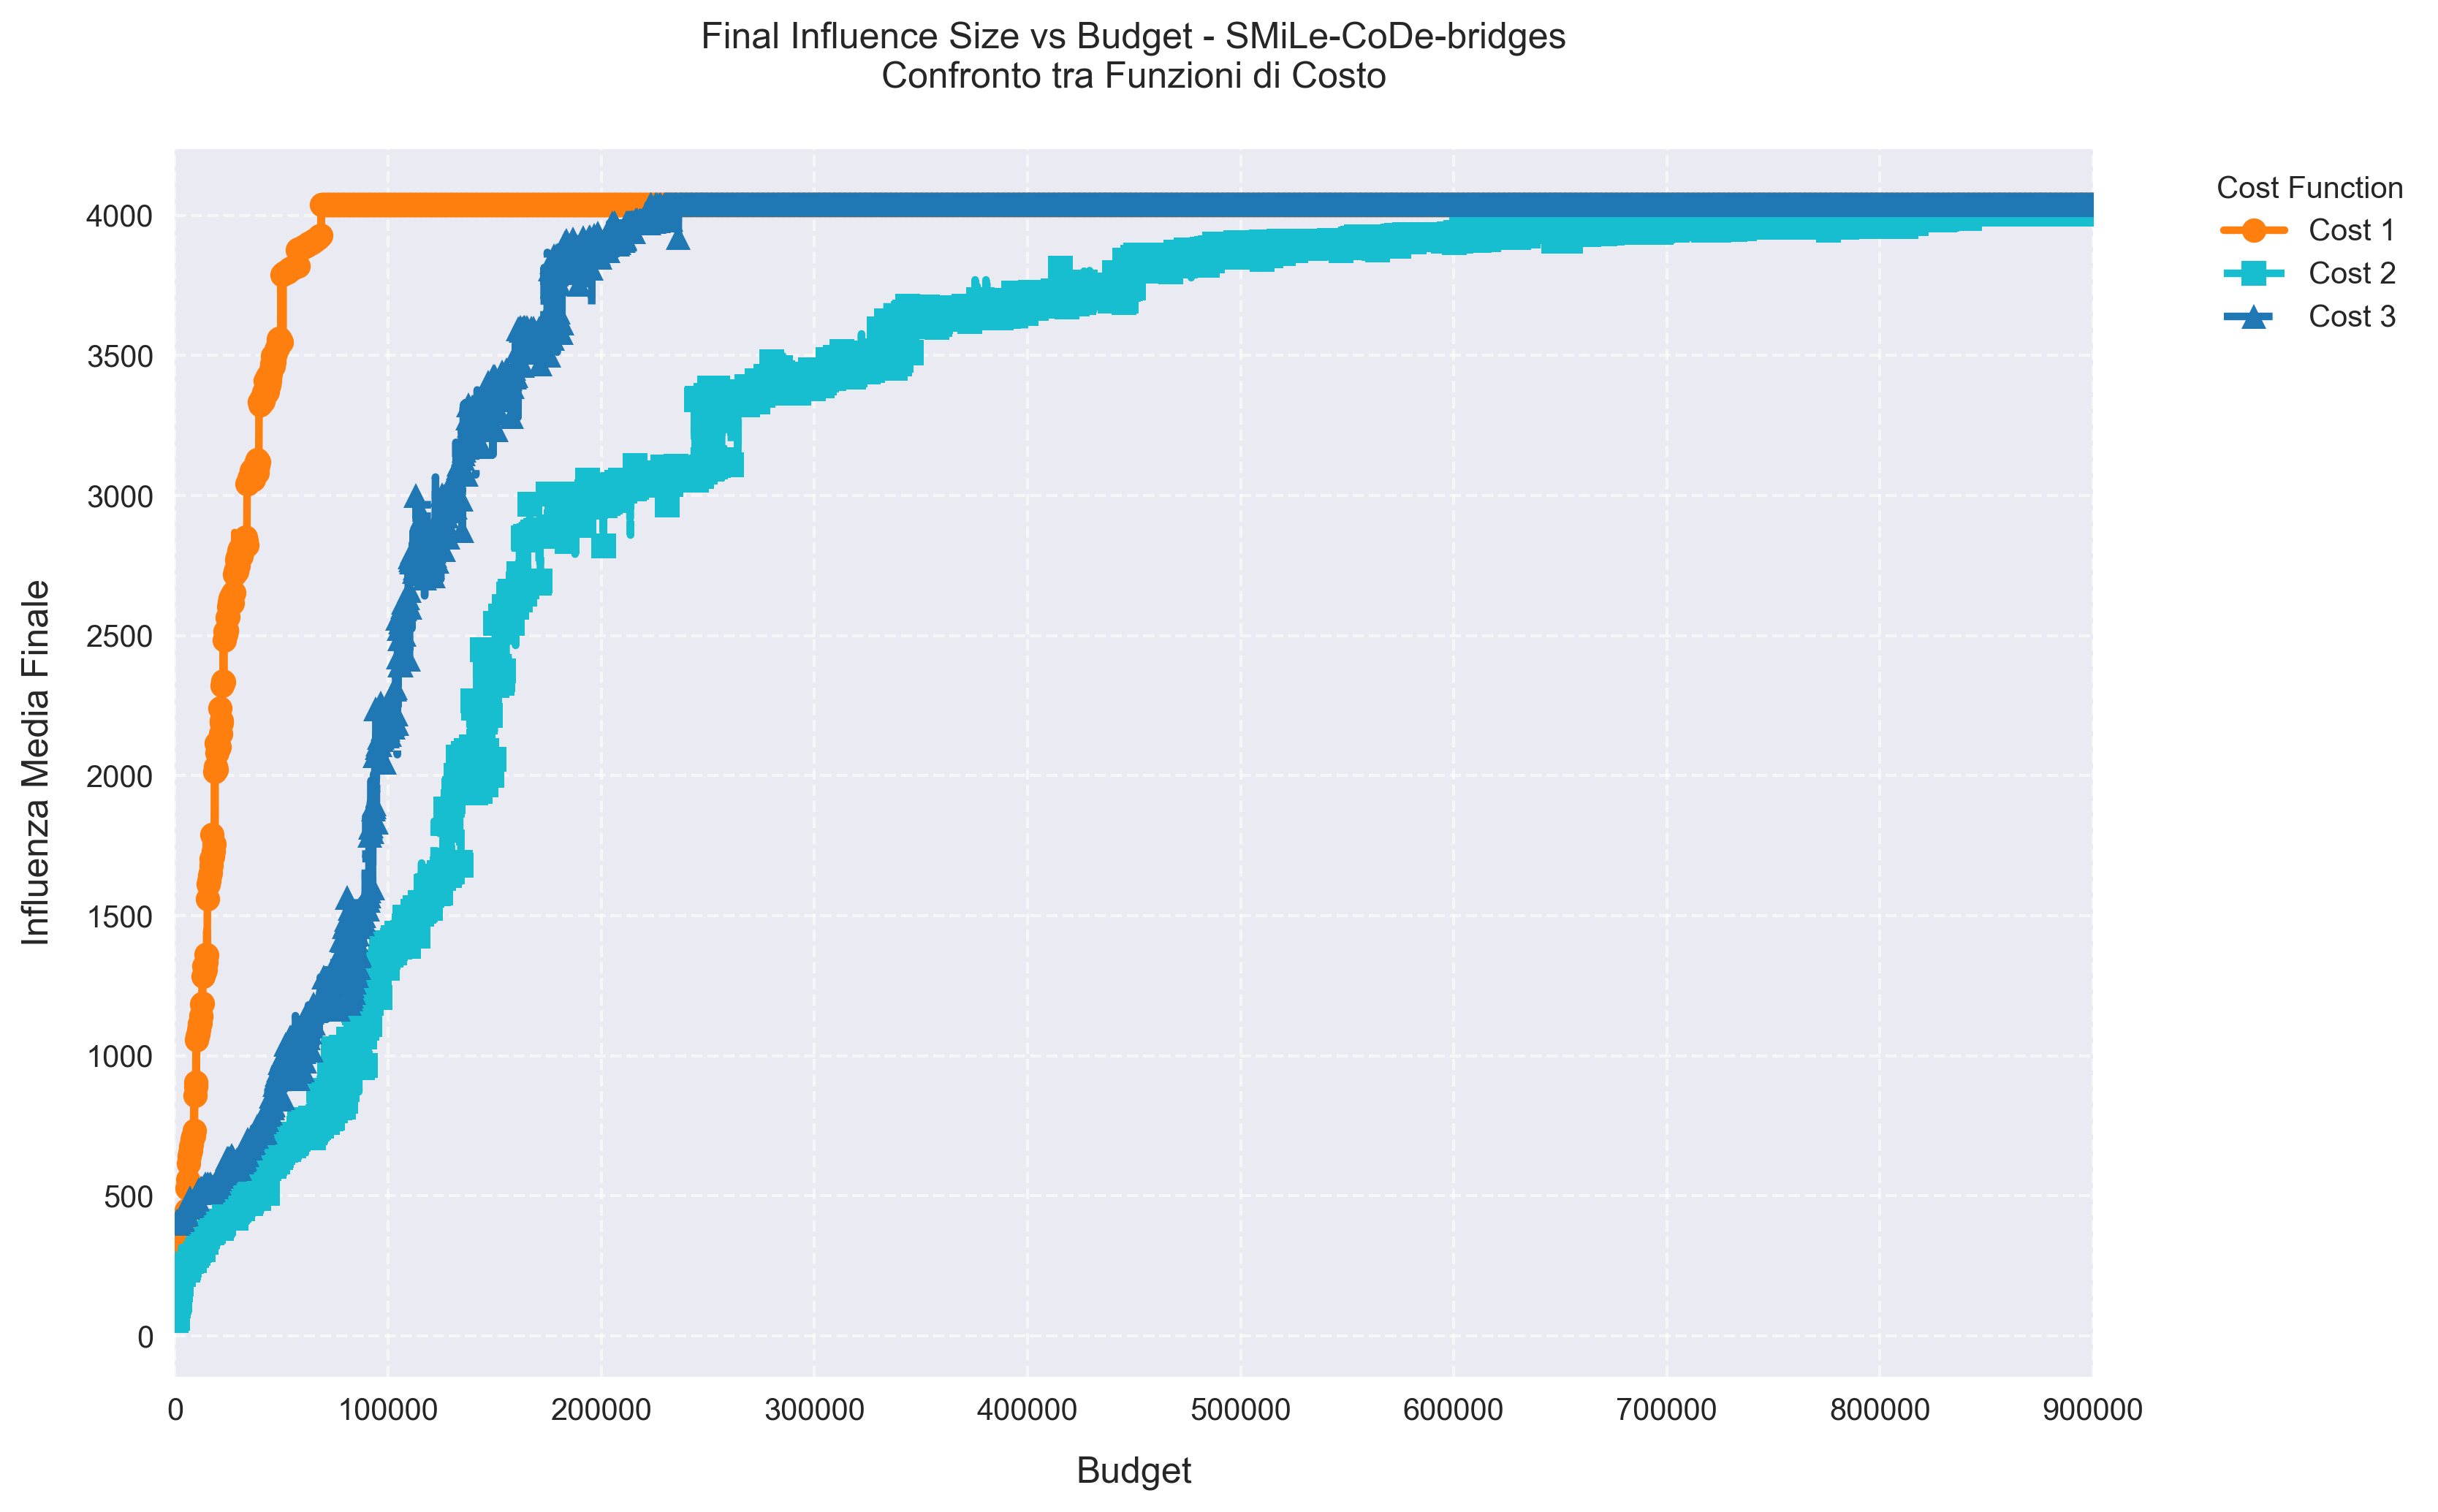 Final Influence Size vs Budget - SMiLe-CoDe-bridges
Confronto tra Funzioni di Costo
Cost Function
Cost 1
Cost 2
Cost 3
Influenza Media Finale
4000
3500
3000
2500
2000
1500
1000
500
0
0
100000
200000
300000
400000
500000
600000
700000
800000
900000
Budget